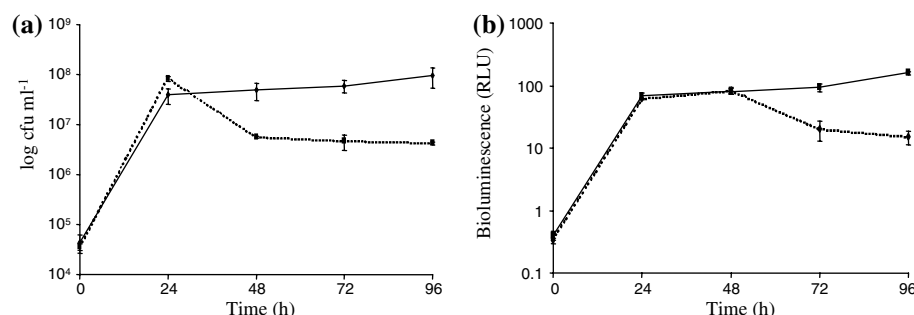 (a)
log cfu ml-1
10⁹
10⁸
10⁷
10⁶
10⁵
10⁴
0 24 48 72 96
Time (h)
(b)
Bioluminescence (RLU)
1000
100
10
1
0.1
0 24 48 72 96
Time (h)